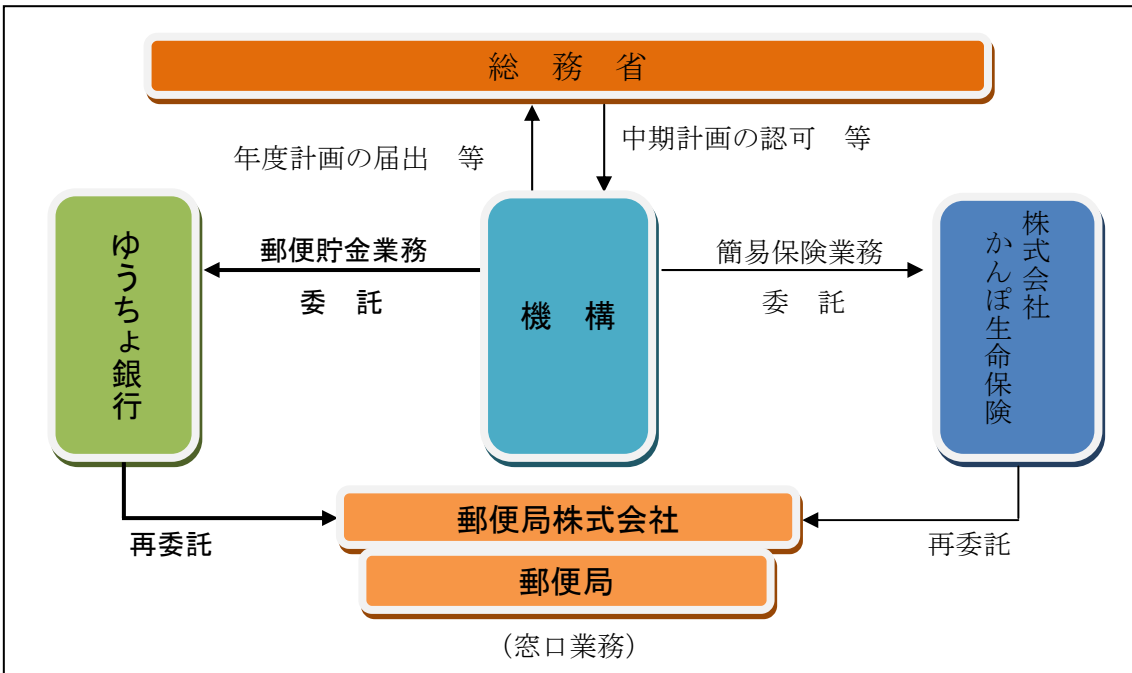 総　務　省
年度計画の届出　等
中期計画の認可　等
ゆうちょ銀行
郵便貯金業務
委　託
機　構
簡易保険業務
委　託
株式会社
かんぽ生命保険
再委託
郵便局株式会社
再委託
郵便局
（窓口業務）